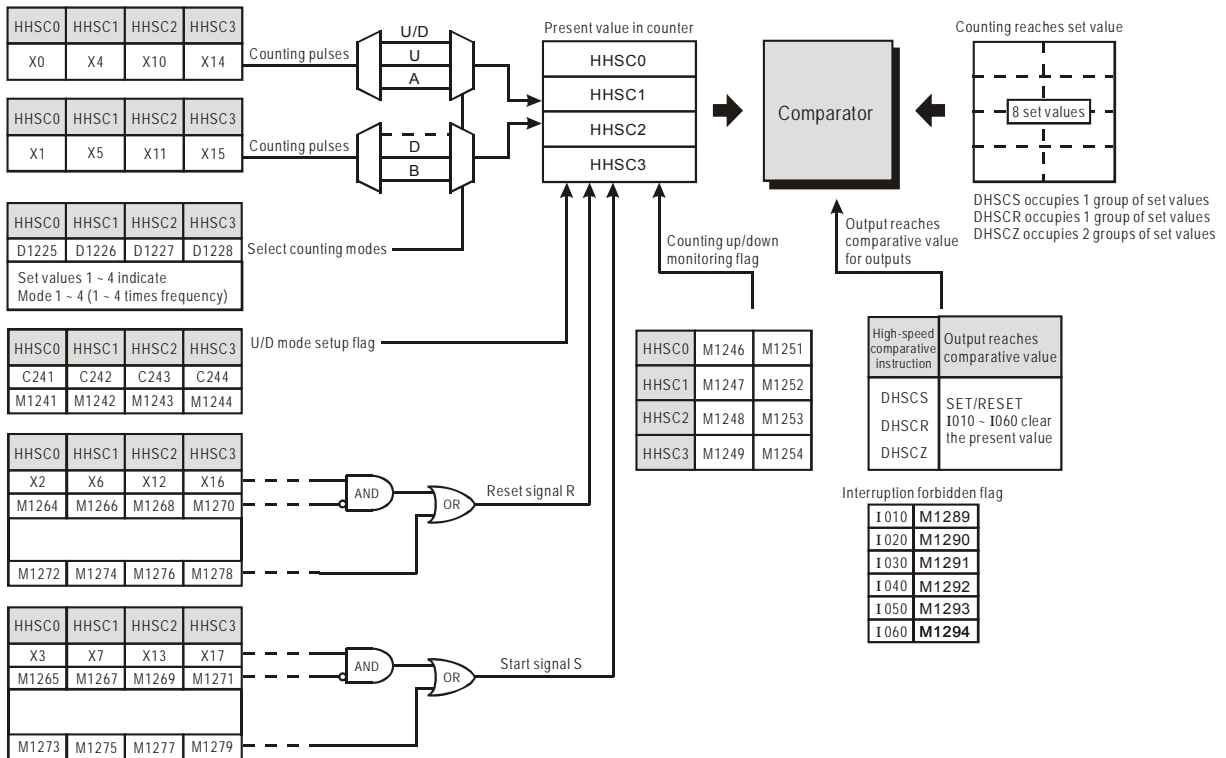 HHSC0 HHSC1 HHSC2 HHSC3
X0 X4 X10 X14
Counting pulses
U/D
U
A
HHSC0 HHSC1 HHSC2 HHSC3
X1 X5 X11 X15
Counting pulses
D
B
HHSC0 HHSC1 HHSC2 HHSC3
D1225 D1226 D1227 D1228
Set values 1 ~ 4 indicate
Mode 1 ~ 4 (1 ~ 4 times frequency)
Select counting modes
HHSC0 HHSC1 HHSC2 HHSC3
C241 C242 C243 C244
M1241 M1242 M1243 M1244
U/D mode setup flag
HHSC0 HHSC1 HHSC2 HHSC3
X2 X6 X12 X16
M1264 M1266 M1268 M1270
M1272 M1274 M1276 M1278
AND
OR
Reset signal R
HHSC0 HHSC1 HHSC2 HHSC3
X3 X7 X13 X17
M1265 M1267 M1269 M1271
M1273 M1275 M1277 M1279
AND
OR
Start signal S
Present value in counter
HHSC0
HHSC1
HHSC2
HHSC3
Comparator
Counting reaches set value
8 set values
DHSCS occupies 1 group of set values
DHSCR occupies 1 group of set values
DHSCZ occupies 2 groups of set values
Counting up/down
monitoring flag
Output reaches
comparative value
for outputs
HHSC0 M1246 M1251
HHSC1 M1247 M1252
HHSC2 M1248 M1253
HHSC3 M1249 M1254
High-speed
comparative
instruction
Output reaches
comparative value
DHSCS
DHSCR
DHSCZ
SET/RESET
I010 ~ I060 clear
the present value
Interruption forbidden flag
I010 M1289
I020 M1290
I030 M1291
I040 M1292
I050 M1293
I060 M1294